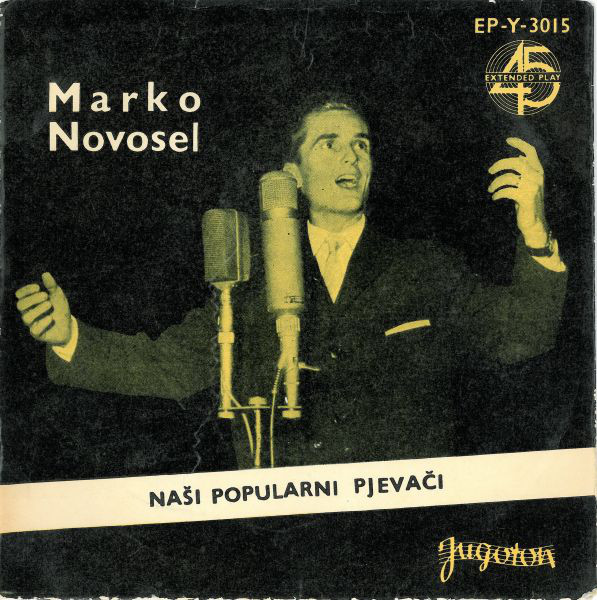 EP-Y-3015
45
EXTENDED PLAY
Marko
Novosel
NAŠI POPULARNI PJEVAČI
Jugoton